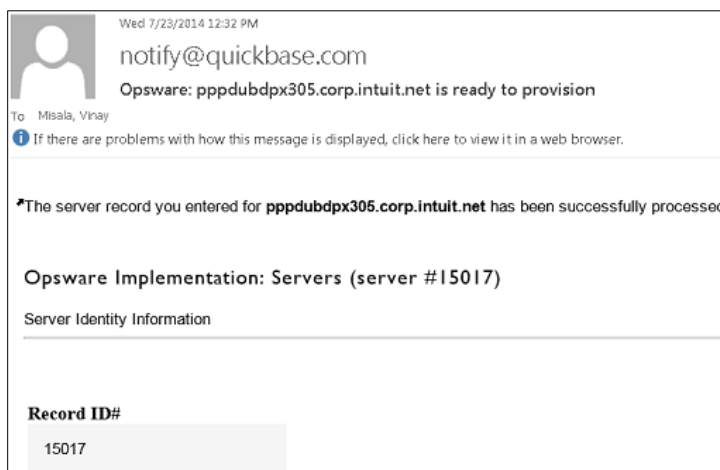 Wed 7/23/2014 12:32 PM
notify@quickbase.com
Opsware: pppdubdpx305.corp.intuit.net is ready to provision
To Misala, Vinay
If there are problems with how this message is displayed, click here to view it in a web browser.
The server record you entered for pppdubdpx305.corp.intuit.net has been successfully processed
Opsware Implementation: Servers (server #15017)
Server Identity Information
Record ID#
15017